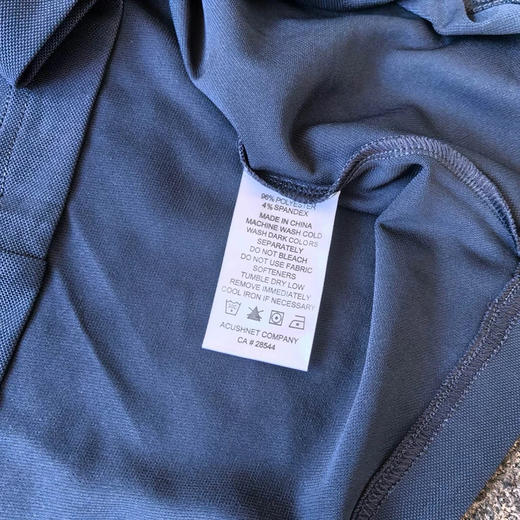 96% POLYESTER
4% SPANDEX
MADE IN CHINA
MACHINE WASH COLD
WASH DARK COLORS
SEPARATELY
DO NOT BLEACH
DO NOT USE FABRIC
SOFTENERS
TUMBLE DRY LOW
REMOVE IMMEDIATELY
COOL IRON IF NECESSARY
ACUSHNET COMPANY
CA # 28544